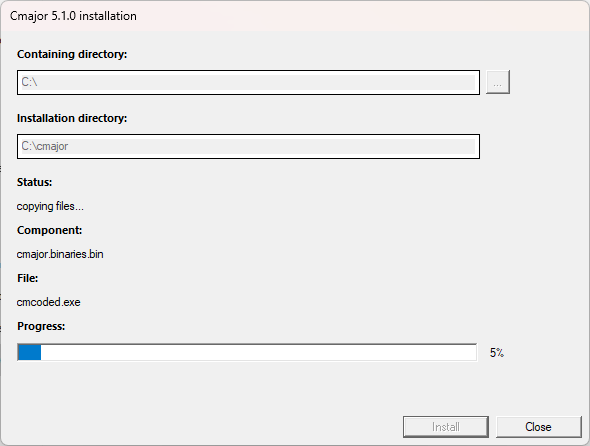 Cmajor 5.1.0 installation
Containing directory:
C:\
...
Installation directory:
C:\cmajor
Status:
copying files...
Component:
cmajor.binaries.bin
File:
cmcoded.exe
Progress:
5%
Install
Close